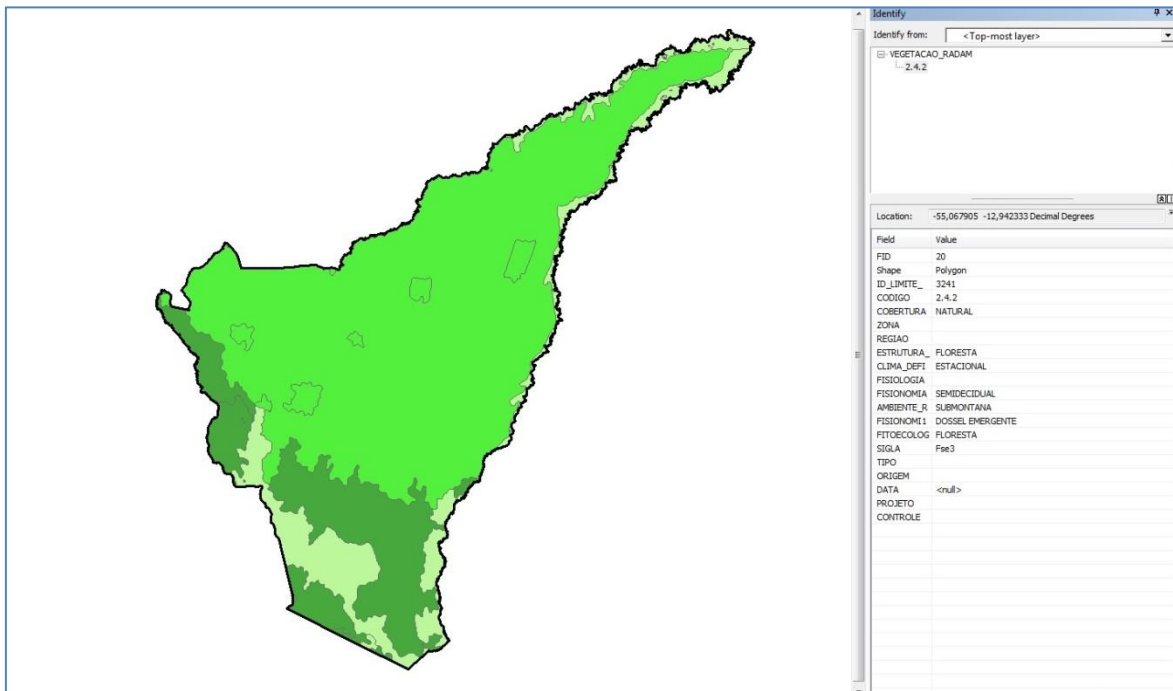 Identify
Identify from: <Top-most layer>
VEGETACAO_RADAM
2.4.2
Location: -55,067905 -12,942333 Decimal Degrees
Field Value
FID 20
Shape Polygon
ID_LIMITE_ 3241
CODIGO 2.4.2
COBERTURA NATURAL
ZONA
REGIAO
ESTRUTURA_ FLORESTA
CLIMA_DEFI ESTACIONAL
FISIOLOGIA
FISIONOMIA SEMIDECIDUAL
AMBIENTE_R SUBMONTANA
FISIONOMI1 DOSSEL EMERGENTE
FITOECOLOG FLORESTA
SIGLA Fse3
TIPO
ORIGEM
DATA <null>
PROJETO
CONTROLE